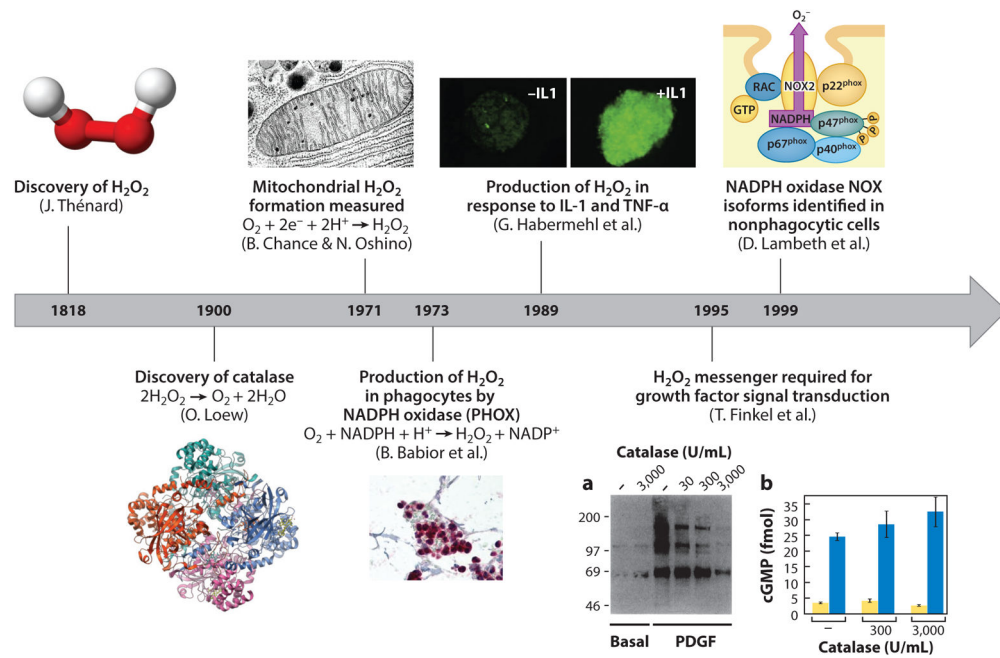 Discovery of H₂O₂
(J. Thénard)
Mitochondrial H₂O₂
formation measured
O₂ + 2e⁻ + 2H⁺ → H₂O₂
(B. Chance & N. Oshino)
–IL1
+IL1
Production of H₂O₂ in
response to IL-1 and TNF-α
(G. Habermehl et al.)
O₂⁻
RAC
GTP
NOX2
p22phox
NADPH
p47phox
P
P
P
p67phox
p40phox
NADPH oxidase NOX
isoforms identified in
nonphagocytic cells
(D. Lambeth et al.)
1818
1900
1971
1973
1989
1995
1999
Discovery of catalase
2H₂O₂ → O₂ + 2H₂O
(O. Loew)
Production of H₂O₂
in phagocytes by
NADPH oxidase (PHOX)
O₂ + NADPH + H⁺ → H₂O₂ + NADP⁺
(B. Babior et al.)
H₂O₂ messenger required for
growth factor signal transduction
(T. Finkel et al.)
a
Catalase (U/mL)
– 3,000 – 30 300 3,000
200
97
69
46
Basal PDGF
b
cGMP (fmol)
35
30
25
20
15
10
5
0
– 300 3,000
Catalase (U/mL)